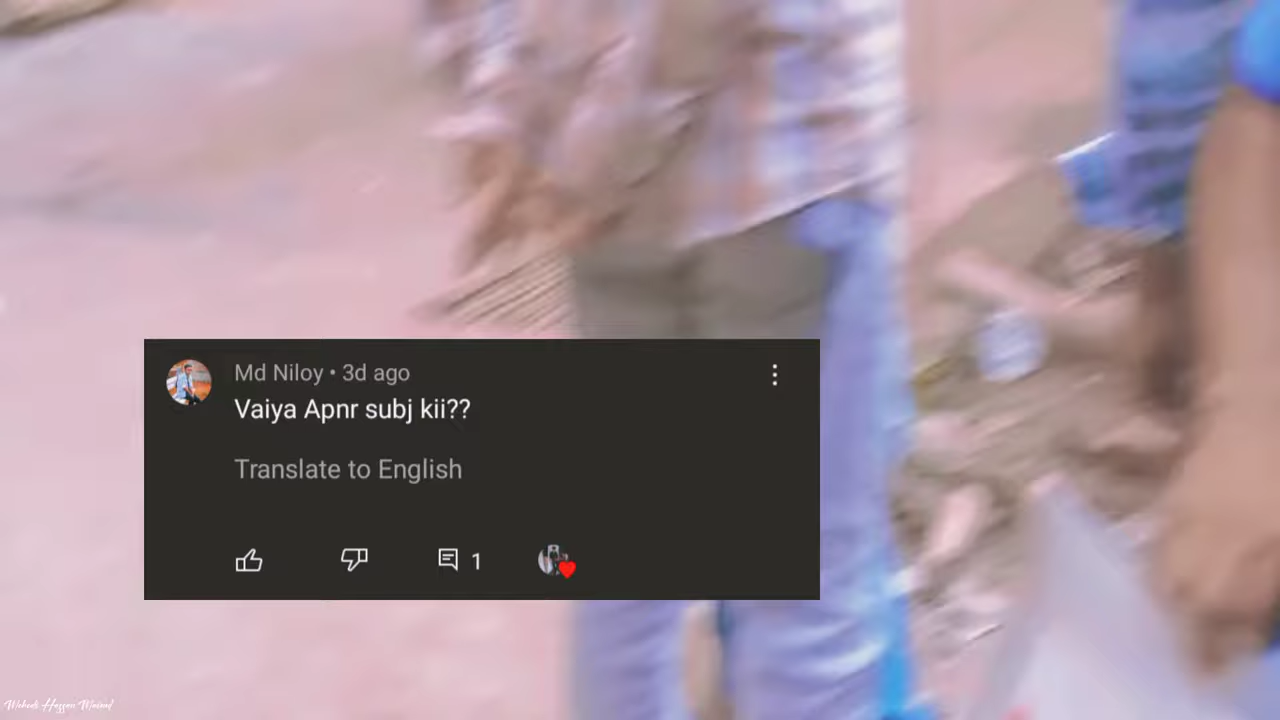 Md Niloy • 3d ago
Vaiya Apnr subj kii??
Translate to English
1